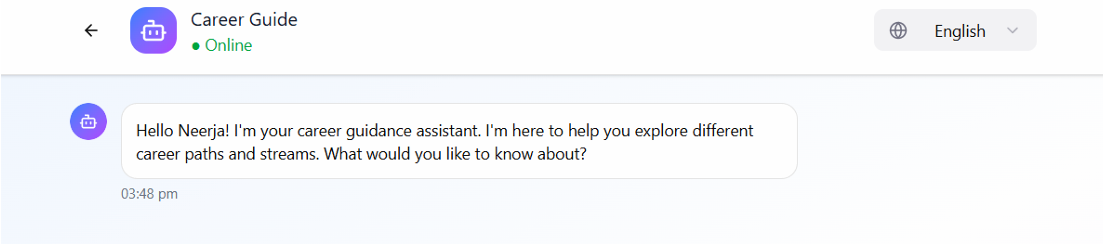 Career Guide
● Online
English
Hello Neerja! I'm your career guidance assistant. I'm here to help you explore different
career paths and streams. What would you like to know about?
03:48 pm